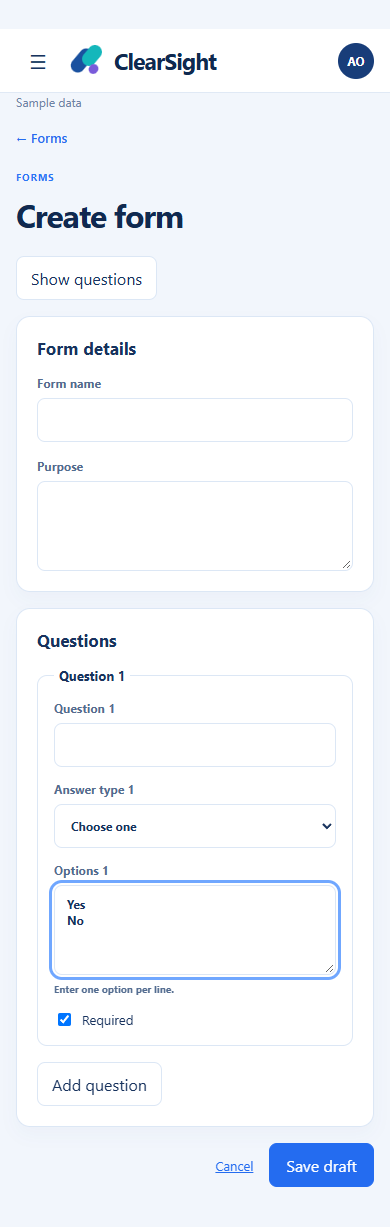 ☰ ClearSight AO
Sample data
← Forms
FORMS
Create form
Show questions
Form details
Form name
Purpose
Questions
Question 1
Question 1
Answer type 1
Choose one
Options 1
Yes
No
Enter one option per line.
Required
Add question
Cancel Save draft